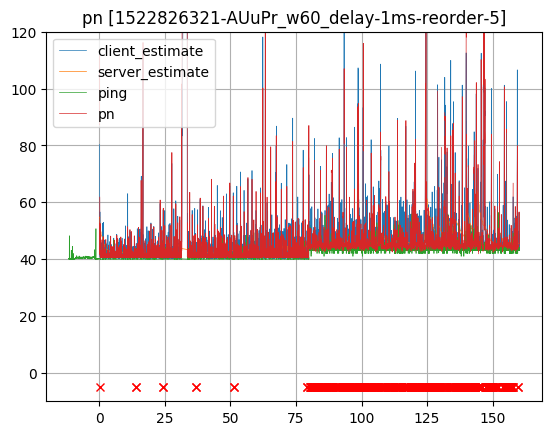 pn [1522826321-AUuPr_w60_delay-1ms-reorder-5]
120
100
80
60
40
20
0
client_estimate
server_estimate
ping
pn
0 25 50 75 100 125 150